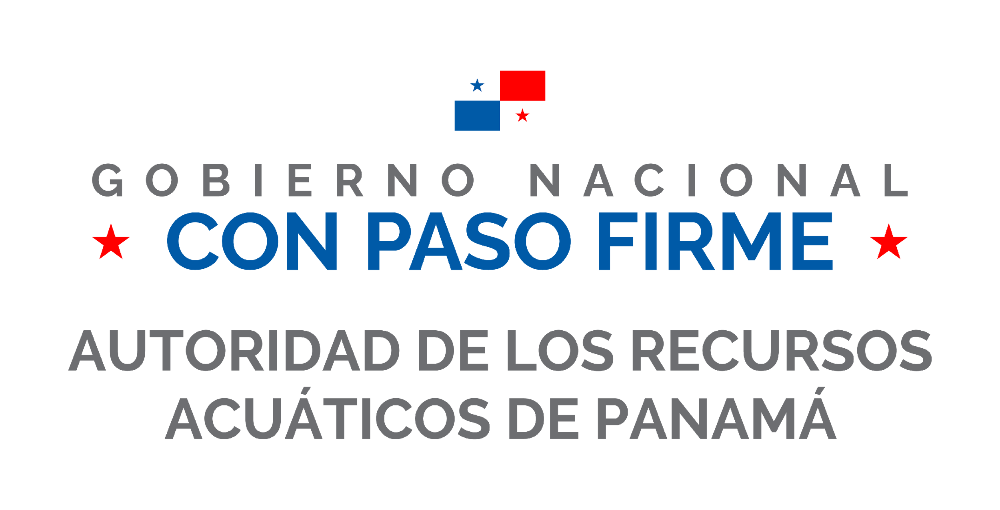 GOBIERNO NACIONAL
CON PASO FIRME
AUTORIDAD DE LOS RECURSOS
ACUÁTICOS DE PANAMÁ